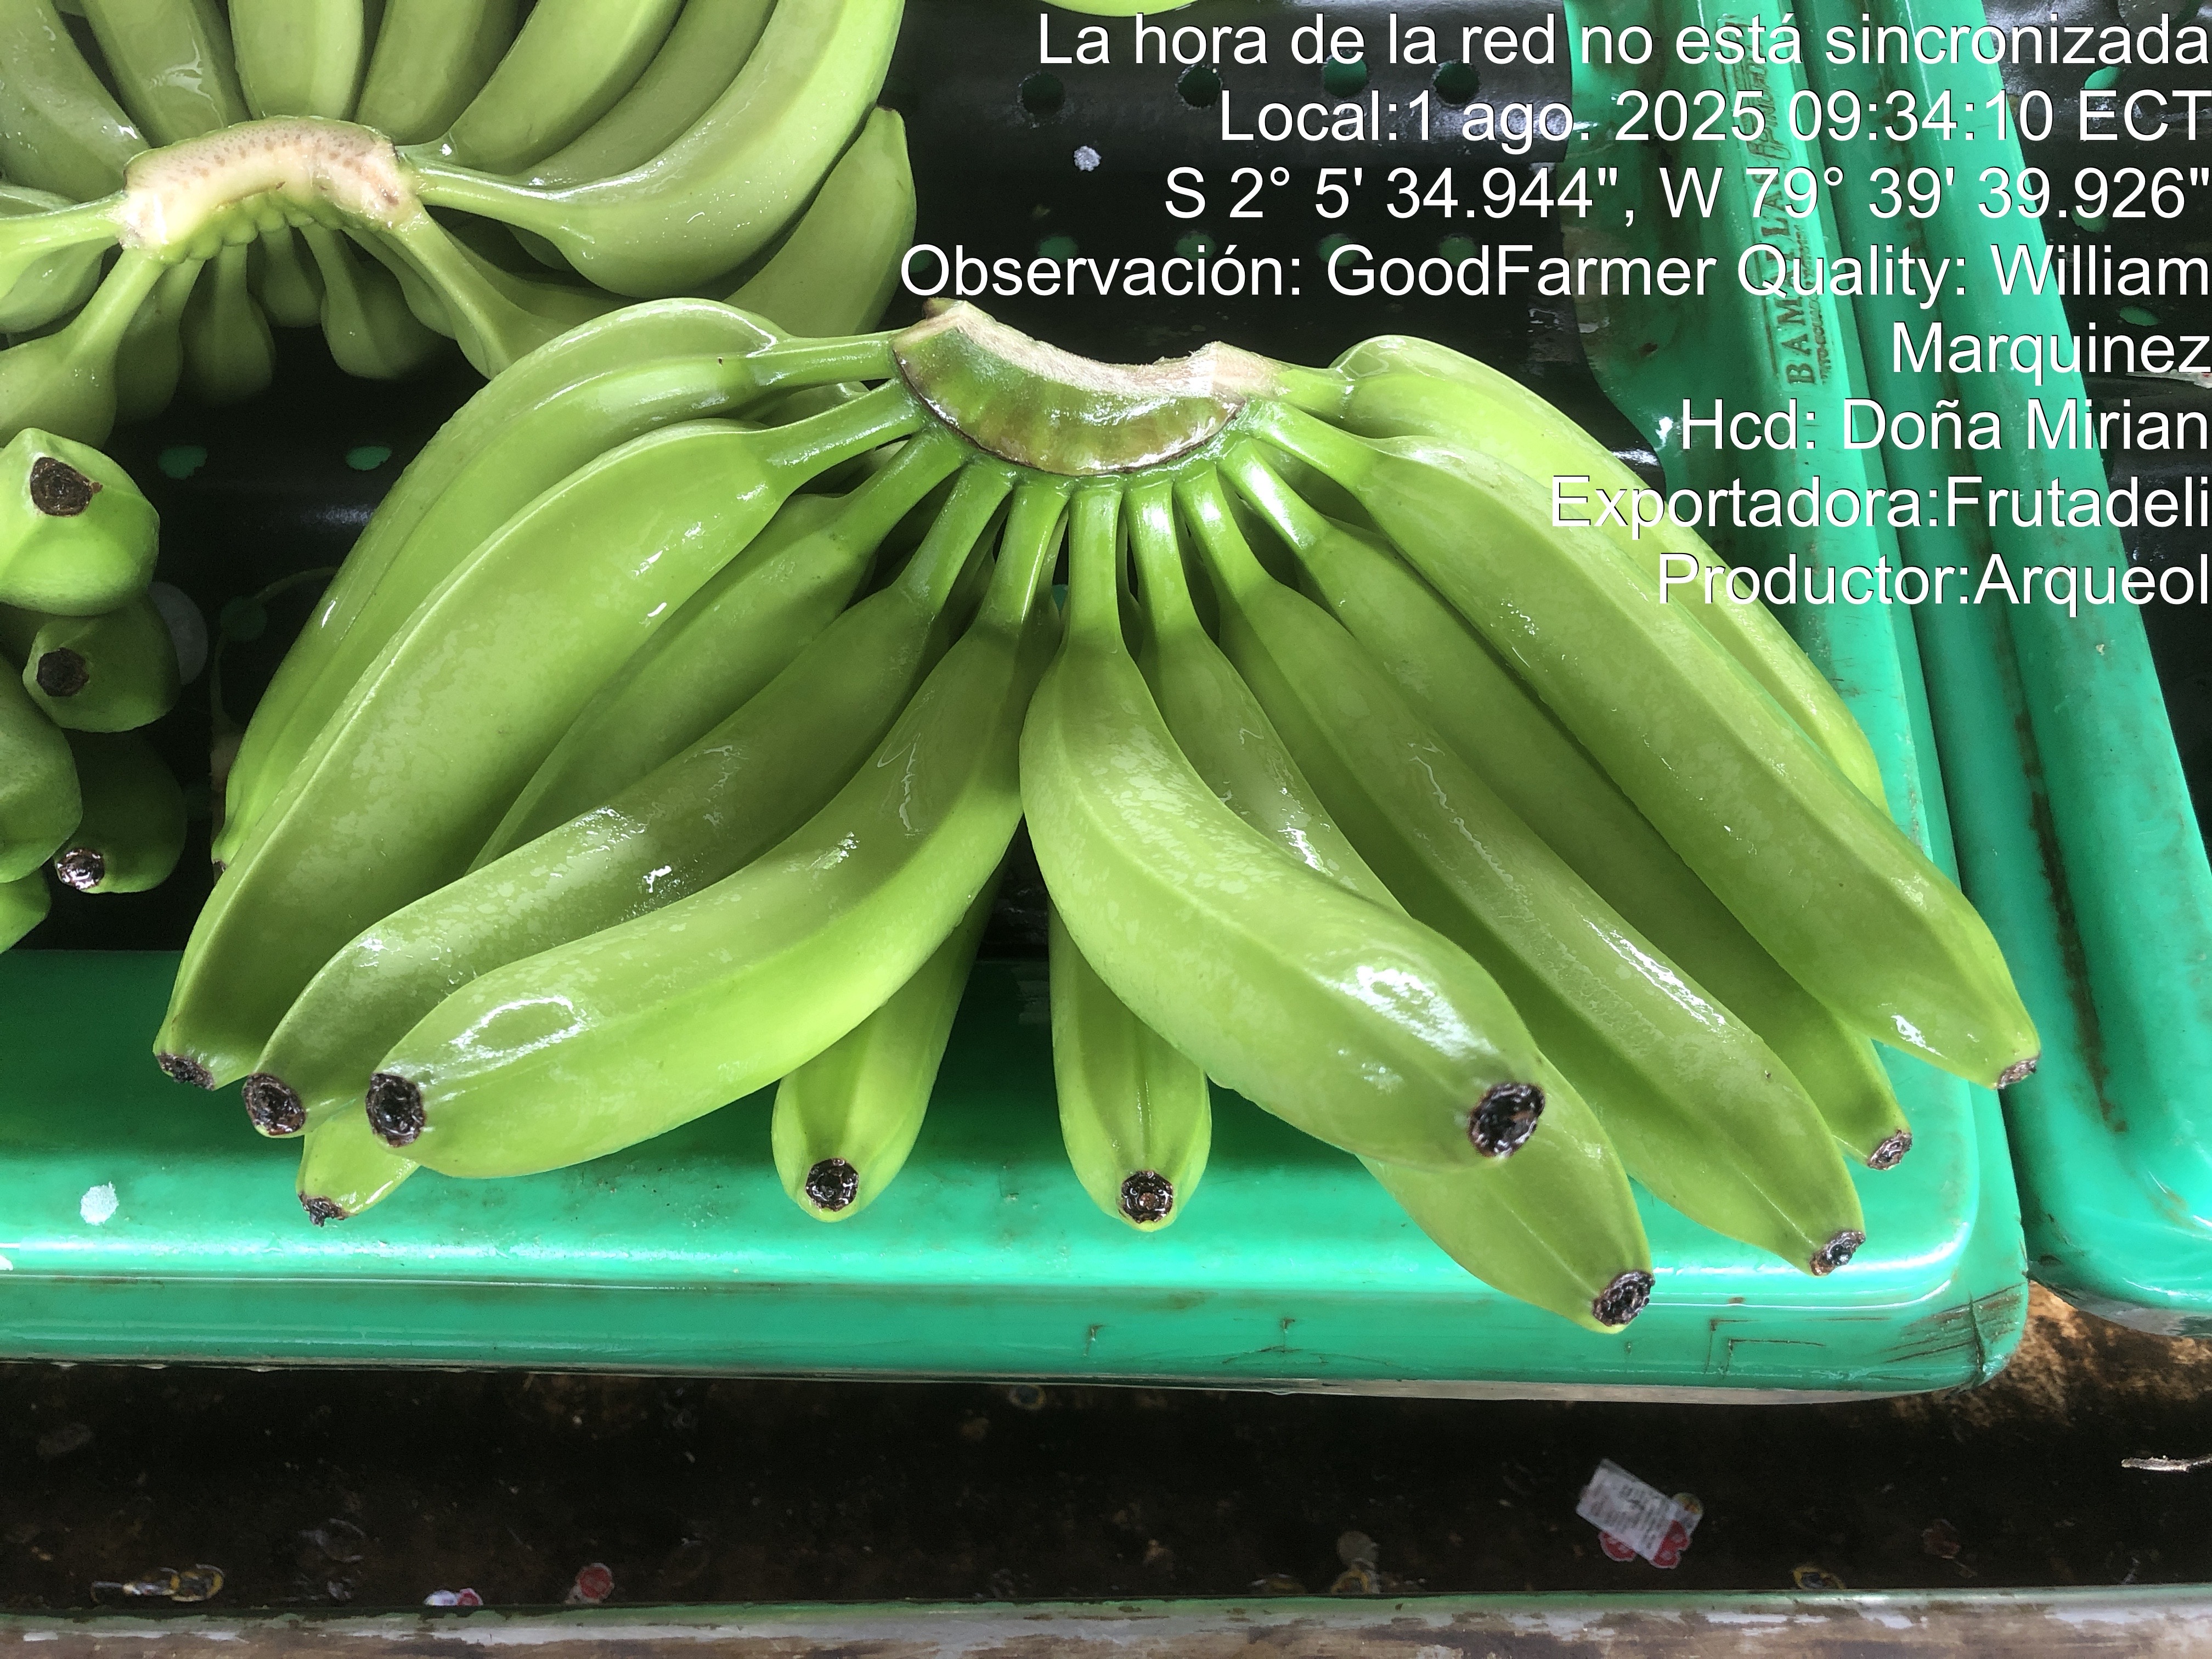 La hora de la red no está sincronizada
Local:1 ago. 2025 09:34:10 ECT
S 2° 5' 34.944", W 79° 39' 39.926"
Observación: GoodFarmer Quality: William
Marquinez
Hcd: Doña Mirian
Exportadora:Frutadeli
Productor:Arqueol